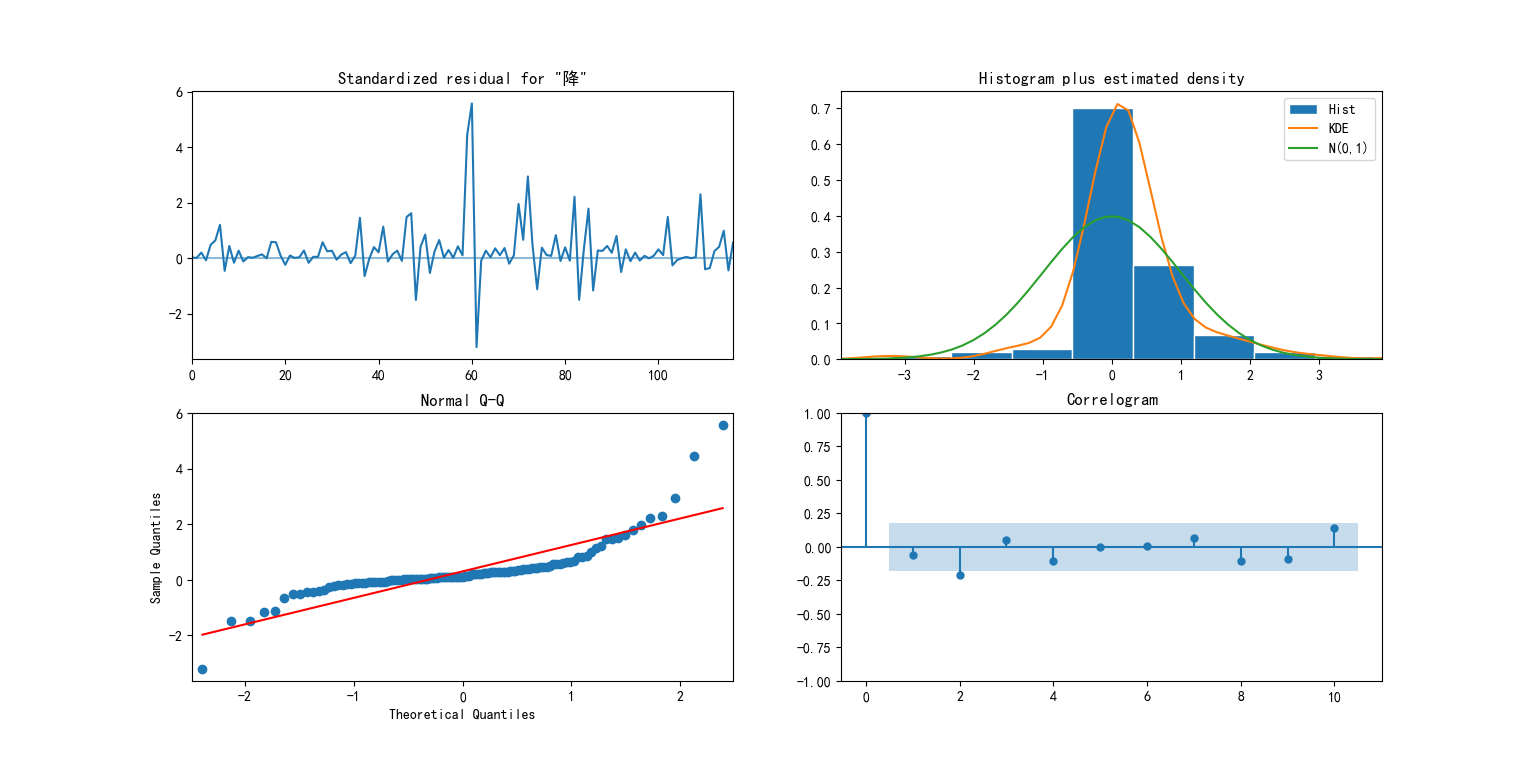 Standardized residual for "降"
6
4
2
0
−2
0 20 40 60 80 100
Histogram plus estimated density
0.7
0.6
0.5
0.4
0.3
0.2
0.1
0.0
Hist
KDE
N(0,1)
−3 −2 −1 0 1 2 3
Normal Q-Q
6
4
2
0
−2
Sample Quantiles
−2 −1 0 1 2
Theoretical Quantiles
Correlogram
1.00
0.75
0.50
0.25
0.00
−0.25
−0.50
−0.75
−1.00
0 2 4 6 8 10